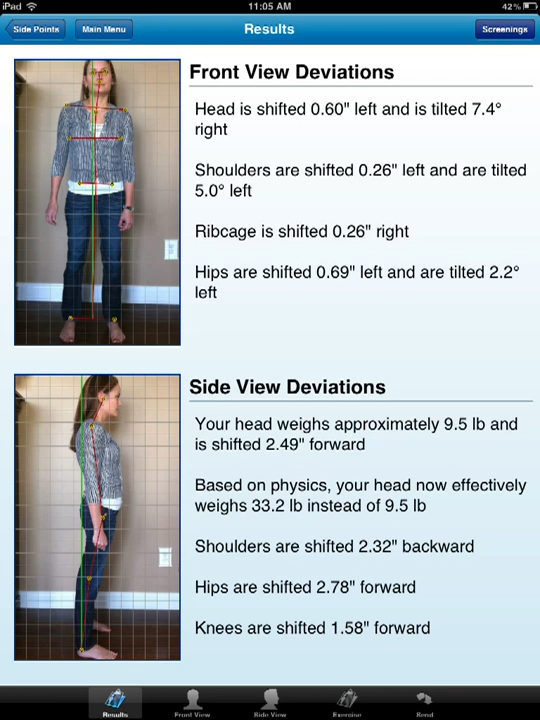 iPad
11:05 AM
42%
Side Points
Main Menu
Results
Screenings
Front View Deviations
Head is shifted 0.60" left and is tilted 7.4°
right
Shoulders are shifted 0.26" left and are tilted
5.0° left
Ribcage is shifted 0.26" right
Hips are shifted 0.69" left and are tilted 2.2°
left
Side View Deviations
Your head weighs approximately 9.5 lb and
is shifted 2.49" forward
Based on physics, your head now effectively
weighs 33.2 lb instead of 9.5 lb
Shoulders are shifted 2.32" backward
Hips are shifted 2.78" forward
Knees are shifted 1.58" forward
Results
Front View
Side View
Exercise
Send